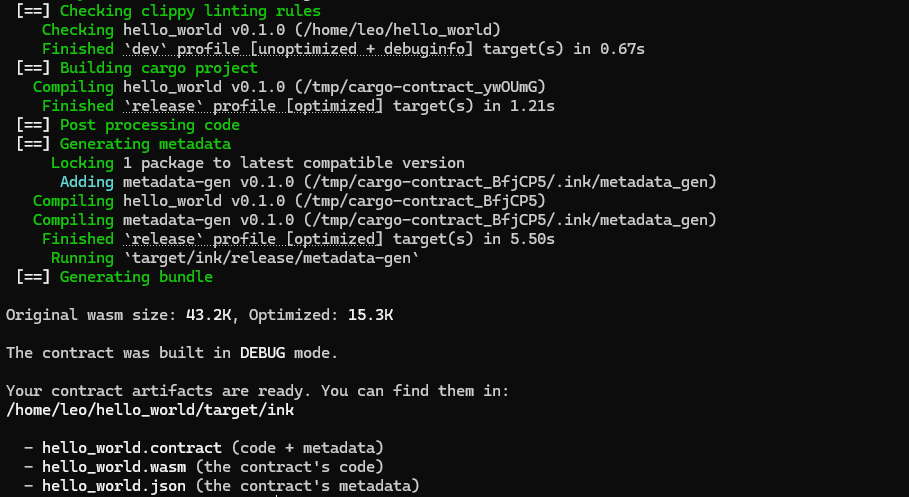 [==] Checking clippy linting rules
Checking hello_world v0.1.0 (/home/leo/hello_world)
Finished `dev` profile [unoptimized + debuginfo] target(s) in 0.67s
[==] Building cargo project
Compiling hello_world v0.1.0 (/tmp/cargo-contract_ywOUmG)
Finished `release` profile [optimized] target(s) in 1.21s
[==] Post processing code
[==] Generating metadata
Locking 1 package to latest compatible version
Adding metadata-gen v0.1.0 (/tmp/cargo-contract_BfjCP5/.ink/metadata_gen)
Compiling hello_world v0.1.0 (/tmp/cargo-contract_BfjCP5)
Compiling metadata-gen v0.1.0 (/tmp/cargo-contract_BfjCP5/.ink/metadata_gen)
Finished `release` profile [optimized] target(s) in 5.50s
Running `target/ink/release/metadata-gen`
[==] Generating bundle
Original wasm size: 43.2K, Optimized: 15.3K
The contract was built in DEBUG mode.
Your contract artifacts are ready. You can find them in:
/home/leo/hello_world/target/ink
- hello_world.contract (code + metadata)
- hello_world.wasm (the contract's code)
- hello_world.json (the contract's metadata)